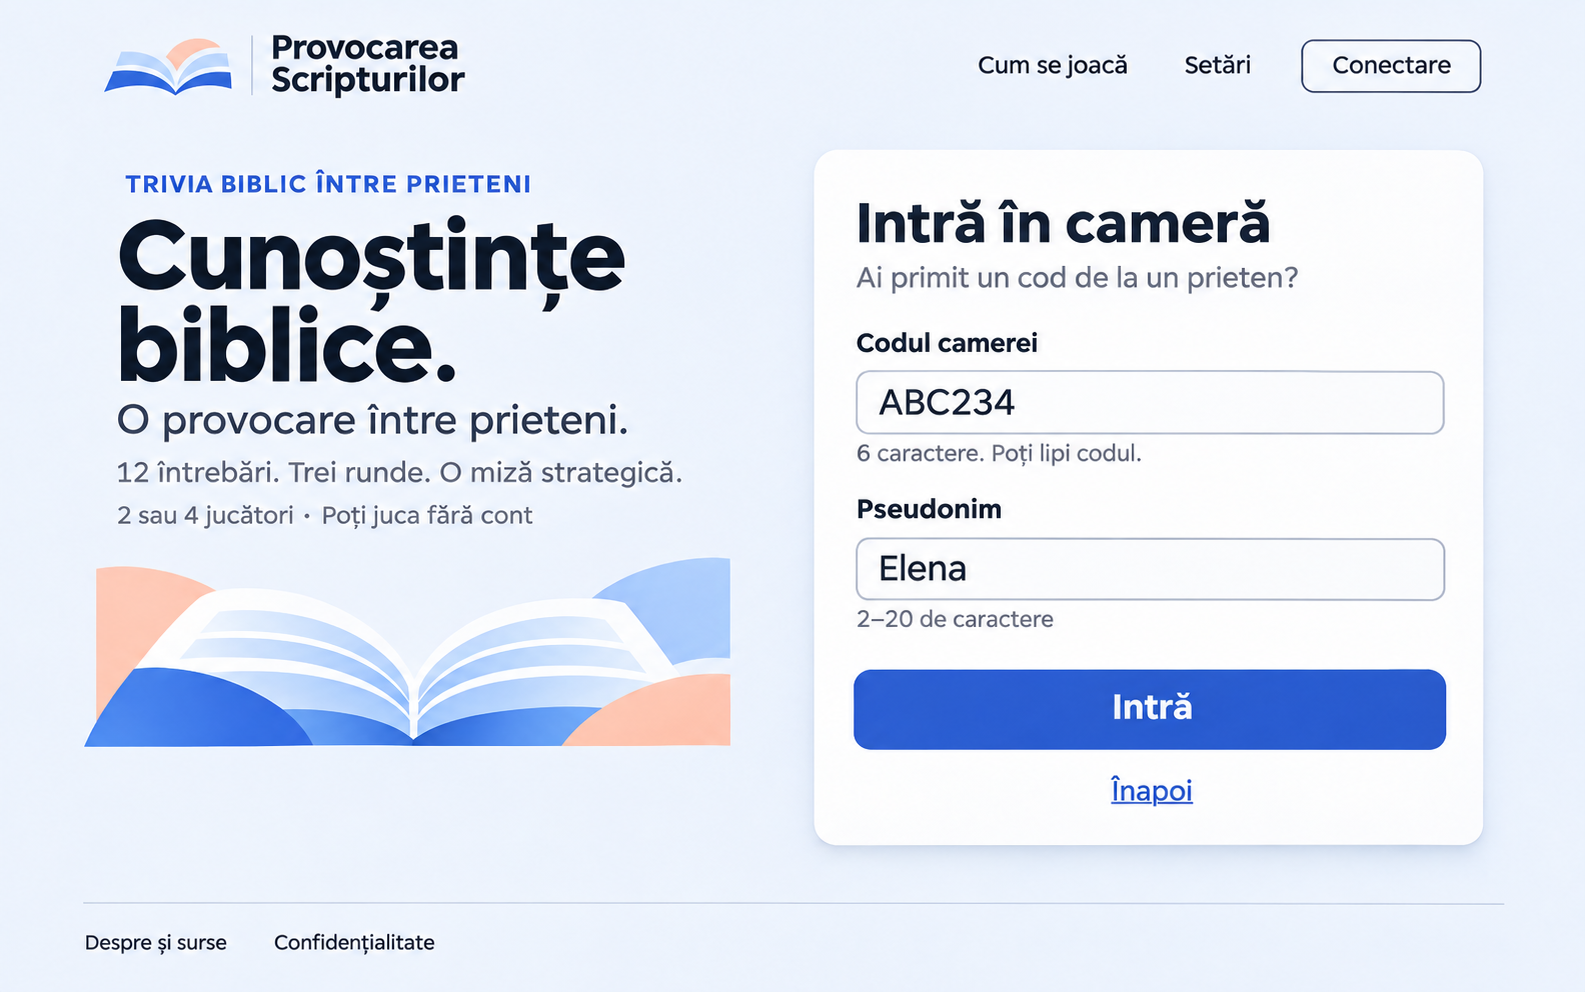 Provocarea
Scripturilor
Cum se joacă
Setări
Conectare
TRIVIA BIBLIC ÎNTRE PRIETENI
Cunoștințe
biblice.
O provocare între prieteni.
12 întrebări. Trei runde. O miză strategică.
2 sau 4 jucători • Poți juca fără cont
Intră în cameră
Ai primit un cod de la un prieten?
Codul camerei
ABC234
6 caractere. Poți lipi codul.
Pseudonim
Elena
2–20 de caractere
Intră
Înapoi
Despre și surse
Confidențialitate